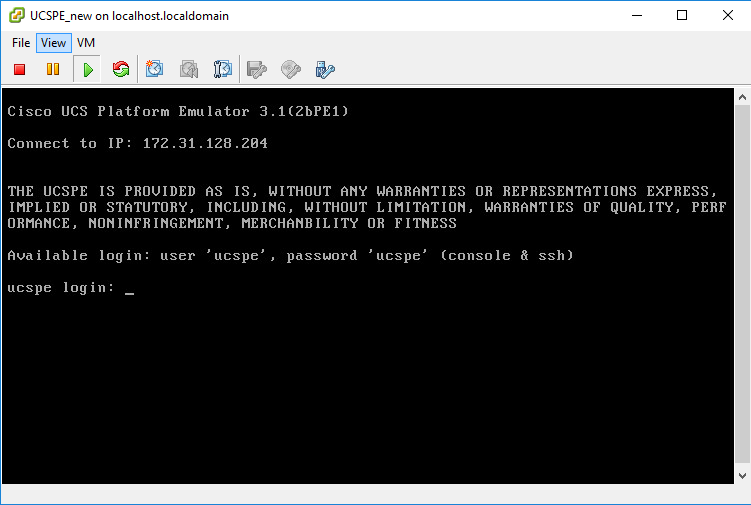 UCSPE_new on localhost.localdomain
File View VM
Cisco UCS Platform Emulator 3.1(2bPE1)
Connect to IP: 172.31.128.204
THE UCSPE IS PROVIDED AS IS, WITHOUT ANY WARRANTIES OR REPRESENTATIONS EXPRESS,
IMPLIED OR STATUTORY, INCLUDING, WITHOUT LIMITATION, WARRANTIES OF QUALITY, PERF
ORMANCE, NONINFRINGEMENT, MERCHANBILITY OR FITNESS
Available login: user 'ucspe', password 'ucspe' (console & ssh)
ucspe login: _